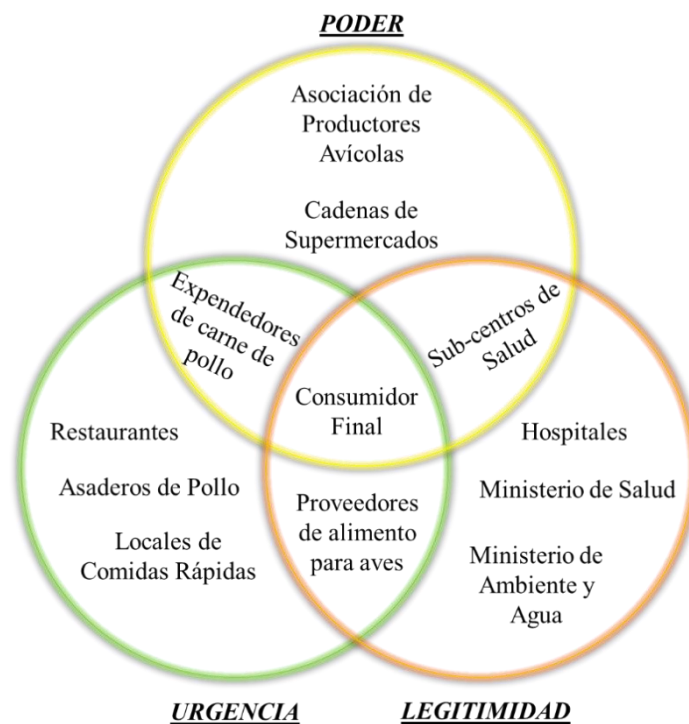 PODER
Asociación de
Productores
Avícolas
Cadenas de
Supermercados
Expendedores
de carne de
pollo
Sub-centros de
Salud
Consumidor
Final
Restaurantes
Asaderos de Pollo
Locales de
Comidas Rápidas
Proveedores
de alimento
para aves
Hospitales
Ministerio de Salud
Ministerio de
Ambiente y
Agua
URGENCIA
LEGITIMIDAD